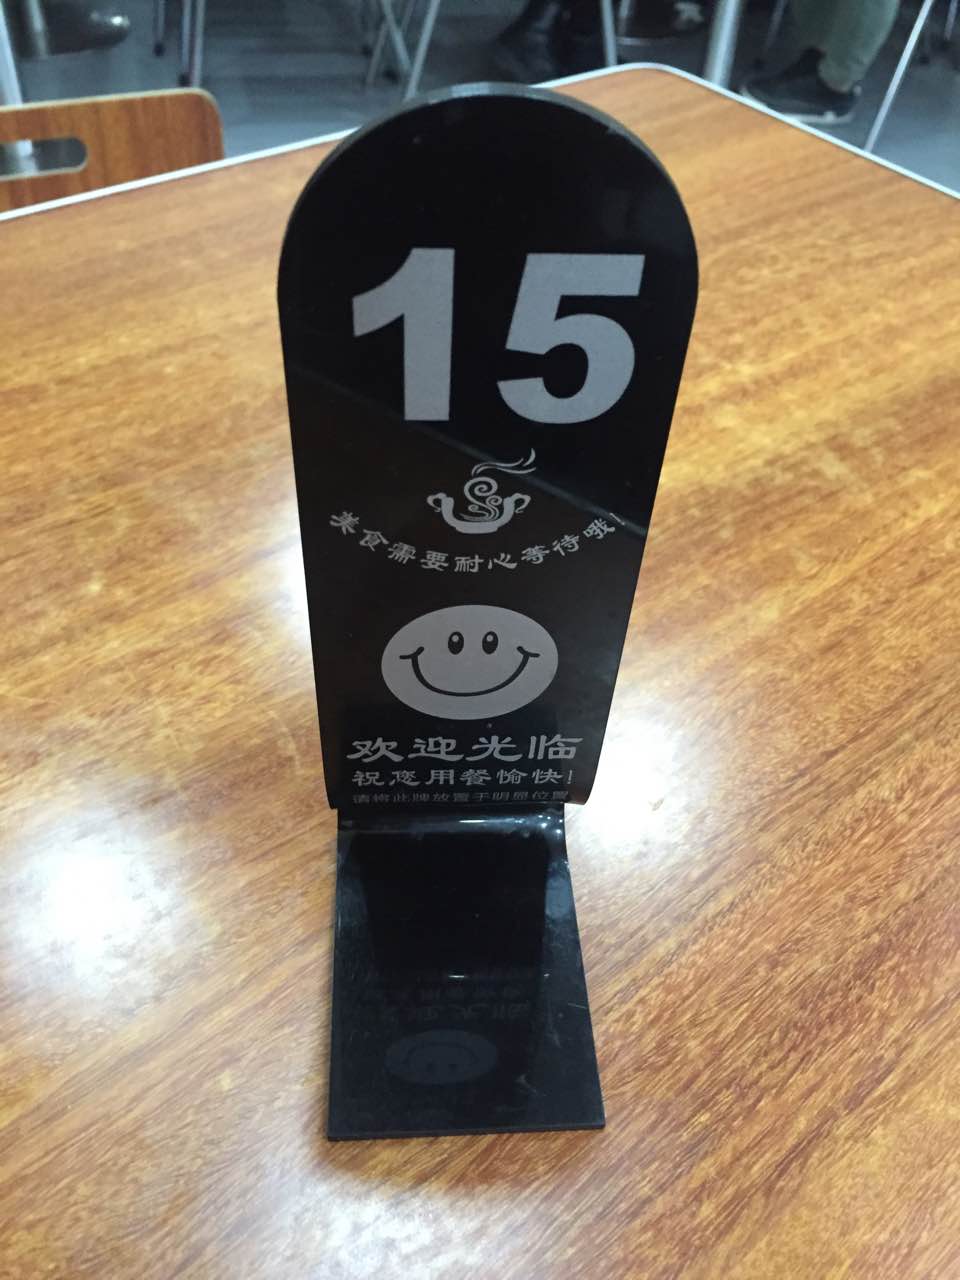 15
美食需要耐心等待哦!
欢迎光临
祝您用餐愉快!
请将此牌放置于明显位置